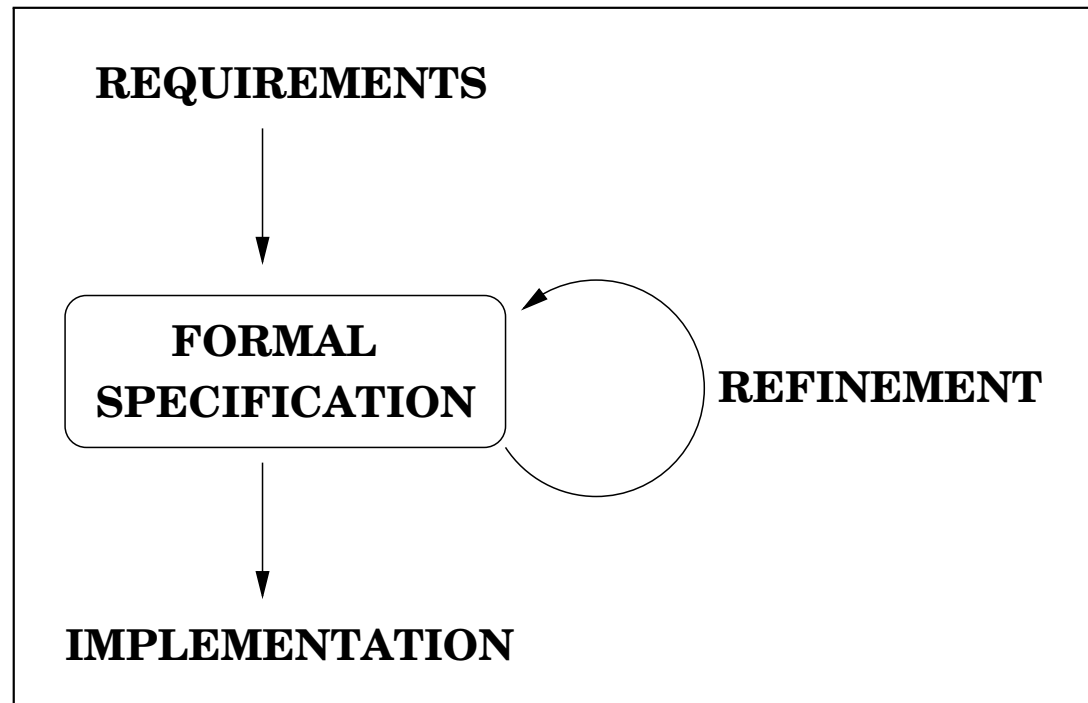 REQUIREMENTS
FORMAL
SPECIFICATION
REFINEMENT
IMPLEMENTATION